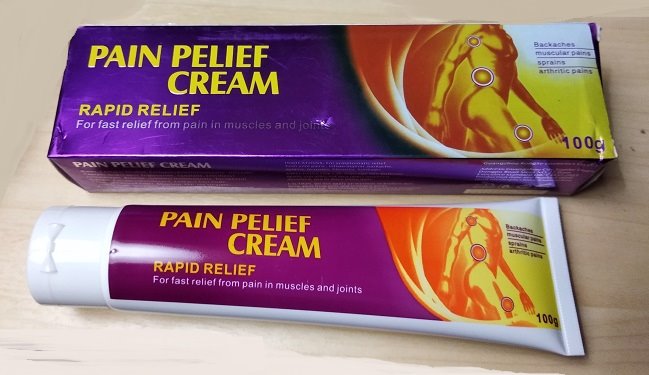 PAIN PELIEF
CREAM
RAPID RELIEF
For fast relief from pain in muscles and joints
Backaches
muscular pains
sprains
arthritic pains
100g
PAIN PELIEF CREAM
PAIN PELIEF
CREAM
RAPID RELIEF
For fast relief from pain in muscles and joints
Backaches
muscular pains
sprains
arthritic pains
100g